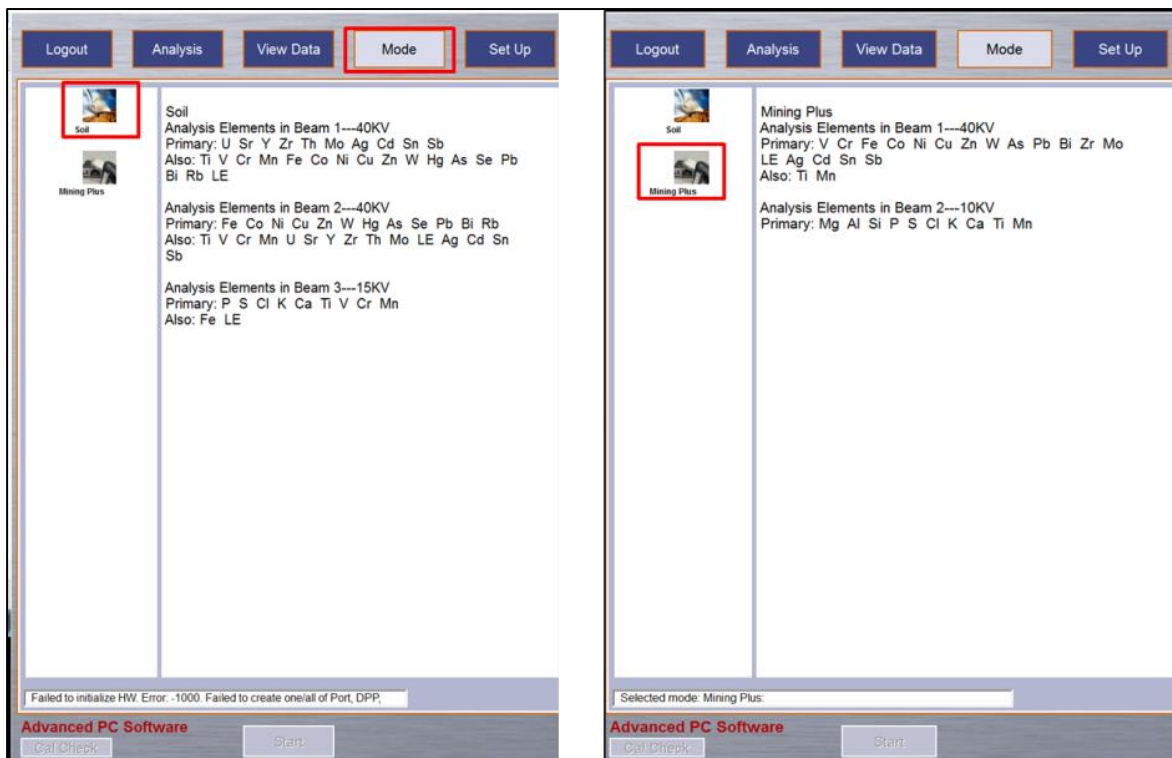 Logout Analysis View Data Mode Set Up
Soil
Mining Plus
Soil
Analysis Elements in Beam 1---40KV
Primary: U Sr Y Zr Th Mo Ag Cd Sn Sb
Also: Ti V Cr Mn Fe Co Ni Cu Zn W Hg As Se Pb
Bi Rb LE
Analysis Elements in Beam 2---40KV
Primary: Fe Co Ni Cu Zn W Hg As Se Pb Bi Rb
Also: Ti V Cr Mn U Sr Y Zr Th Mo LE Ag Cd Sn
Sb
Analysis Elements in Beam 3---15KV
Primary: P S Cl K Ca Ti V Cr Mn
Also: Fe LE
Failed to initialize HW. Error: -1000. Failed to create one/all of Port, DPP,
Advanced PC Software
Cal Check Start
Logout Analysis View Data Mode Set Up
Soil
Mining Plus
Mining Plus
Analysis Elements in Beam 1---40KV
Primary: V Cr Fe Co Ni Cu Zn W As Pb Bi Zr Mo
LE Ag Cd Sn Sb
Also: Ti Mn
Analysis Elements in Beam 2---10KV
Primary: Mg Al Si P S Cl K Ca Ti Mn
Selected mode: Mining Plus:
Advanced PC Software
Cal Check Start